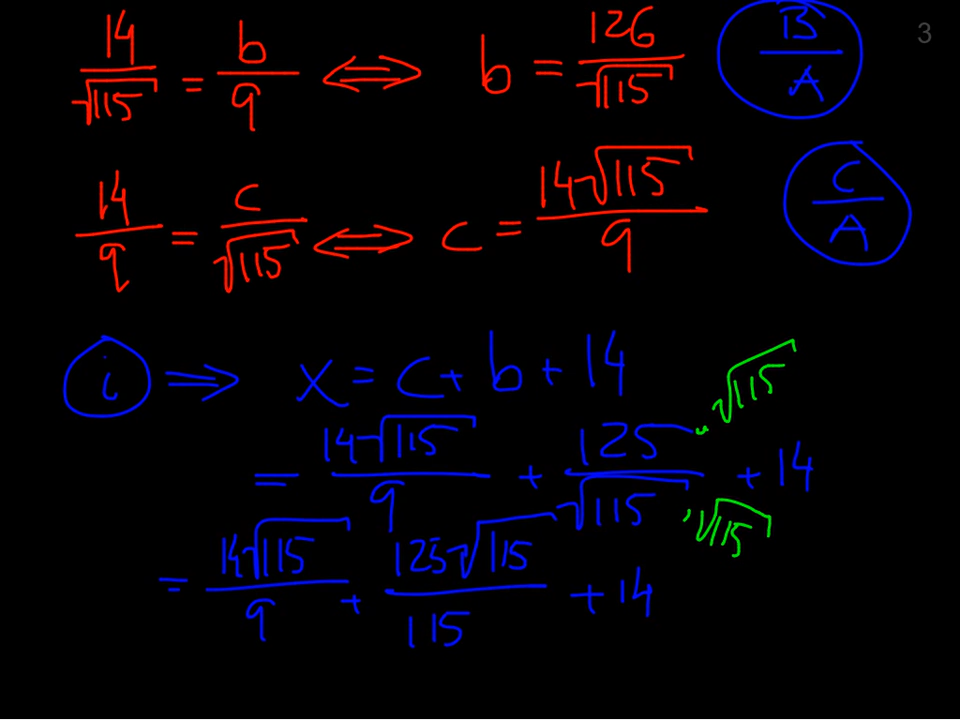 14/√115 = b/9 ⟺ b = 126/√115 B/A 3
14/9 = c/√115 ⟺ c = 14√115/9 C/A
i ⟹ x = c + b + 14
= 14√115/9 + 125/√115 ·√115/·√115 + 14
= 14√115/9 + 125√115/115 + 14